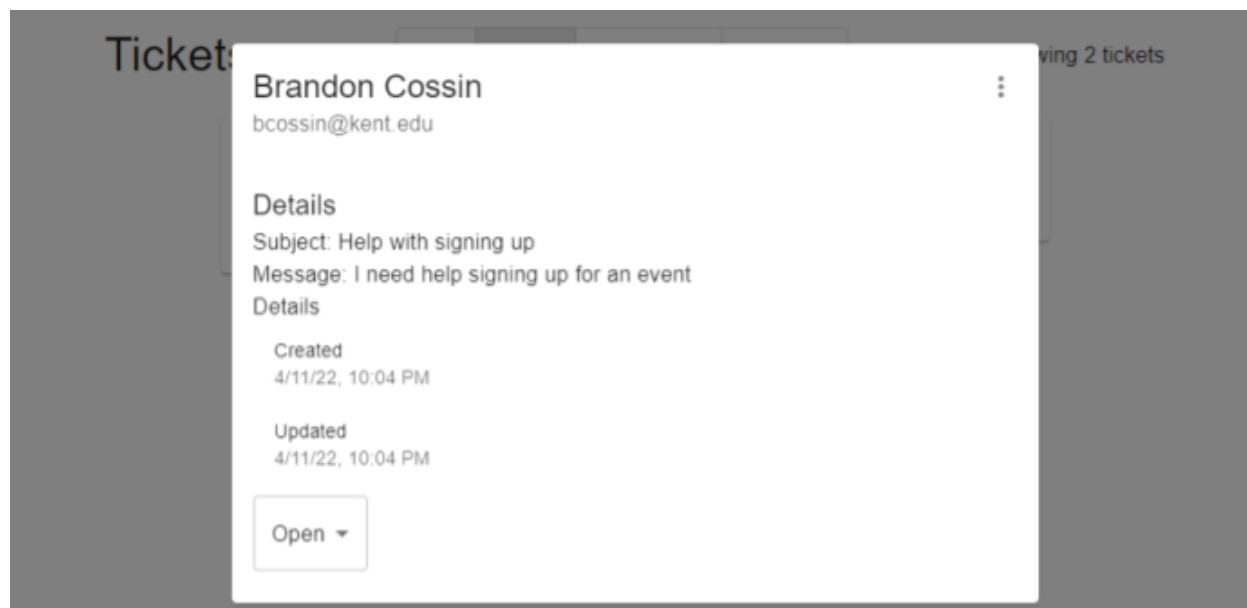 Tickets
2 tickets
Brandon Cossin
bcossin@kent.edu
Details
Subject: Help with signing up
Message: I need help signing up for an event
Details
Created
4/11/22, 10:04 PM
Updated
4/11/22, 10:04 PM
Open